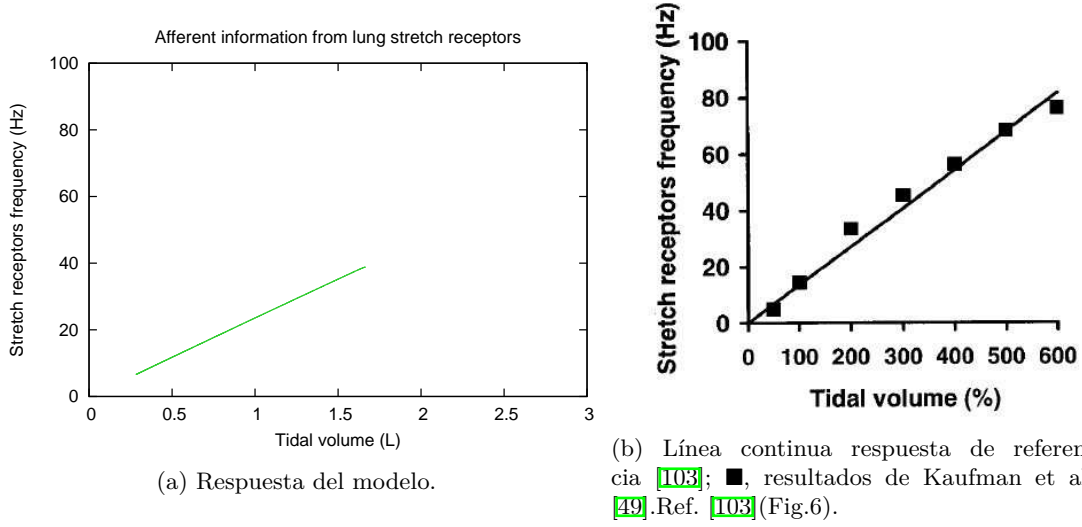 Afferent information from lung stretch receptors
Stretch receptors frequency (Hz)
100
80
60
40
20
0
0 0.5 1 1.5 2 2.5 3
Tidal volume (L)
(a) Respuesta del modelo.
Stretch receptors frequency (Hz)
100
80
60
40
20
0
0 100 200 300 400 500 600
Tidal volume (%)
(b) Línea continua respuesta de referen
cia [103]; ■, resultados de Kaufman et al
[49].Ref. [103](Fig.6).